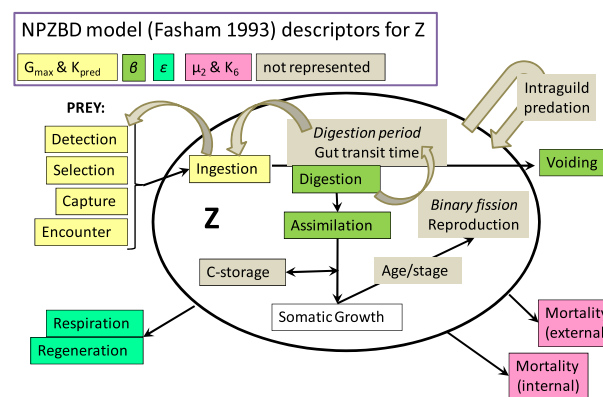 NPZBD model (Fasham 1993) descriptors for Z
Gmax & Kpred
β
ε
μ2 & K6
not represented
PREY:
Detection
Selection
Capture
Encounter
Ingestion
Digestion period
Gut transit time
Digestion
Assimilation
Z
C-storage
Age/stage
Somatic Growth
Binary fission
Reproduction
Intraguild
predation
Voiding
Respiration
Regeneration
Mortality
(external)
Mortality
(internal)